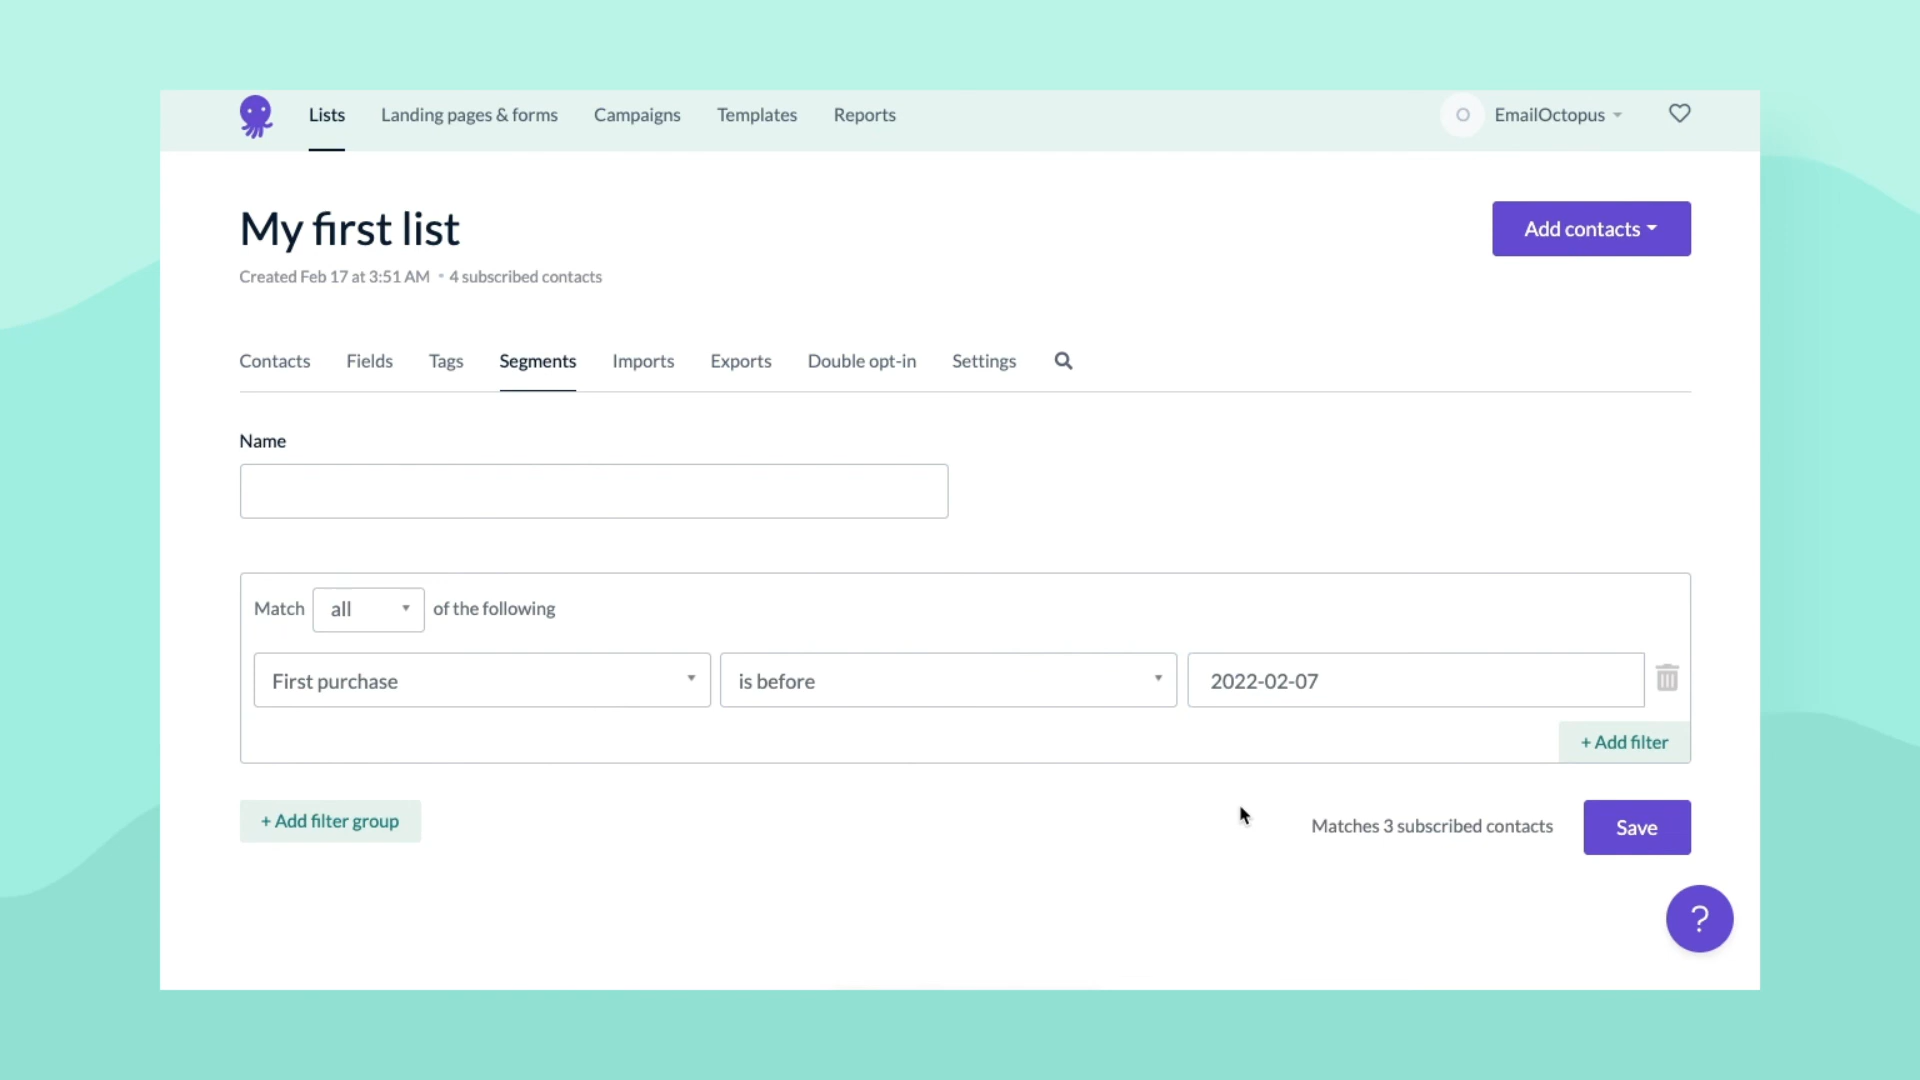 Lists Landing pages & forms Campaigns Templates Reports O EmailOctopus
My first list
Add contacts
Created Feb 17 at 3:51 AM • 4 subscribed contacts
Contacts Fields Tags Segments Imports Exports Double opt-in Settings
Name
Match all of the following
First purchase is before 2022-02-07
+ Add filter
+ Add filter group Matches 3 subscribed contacts Save
?